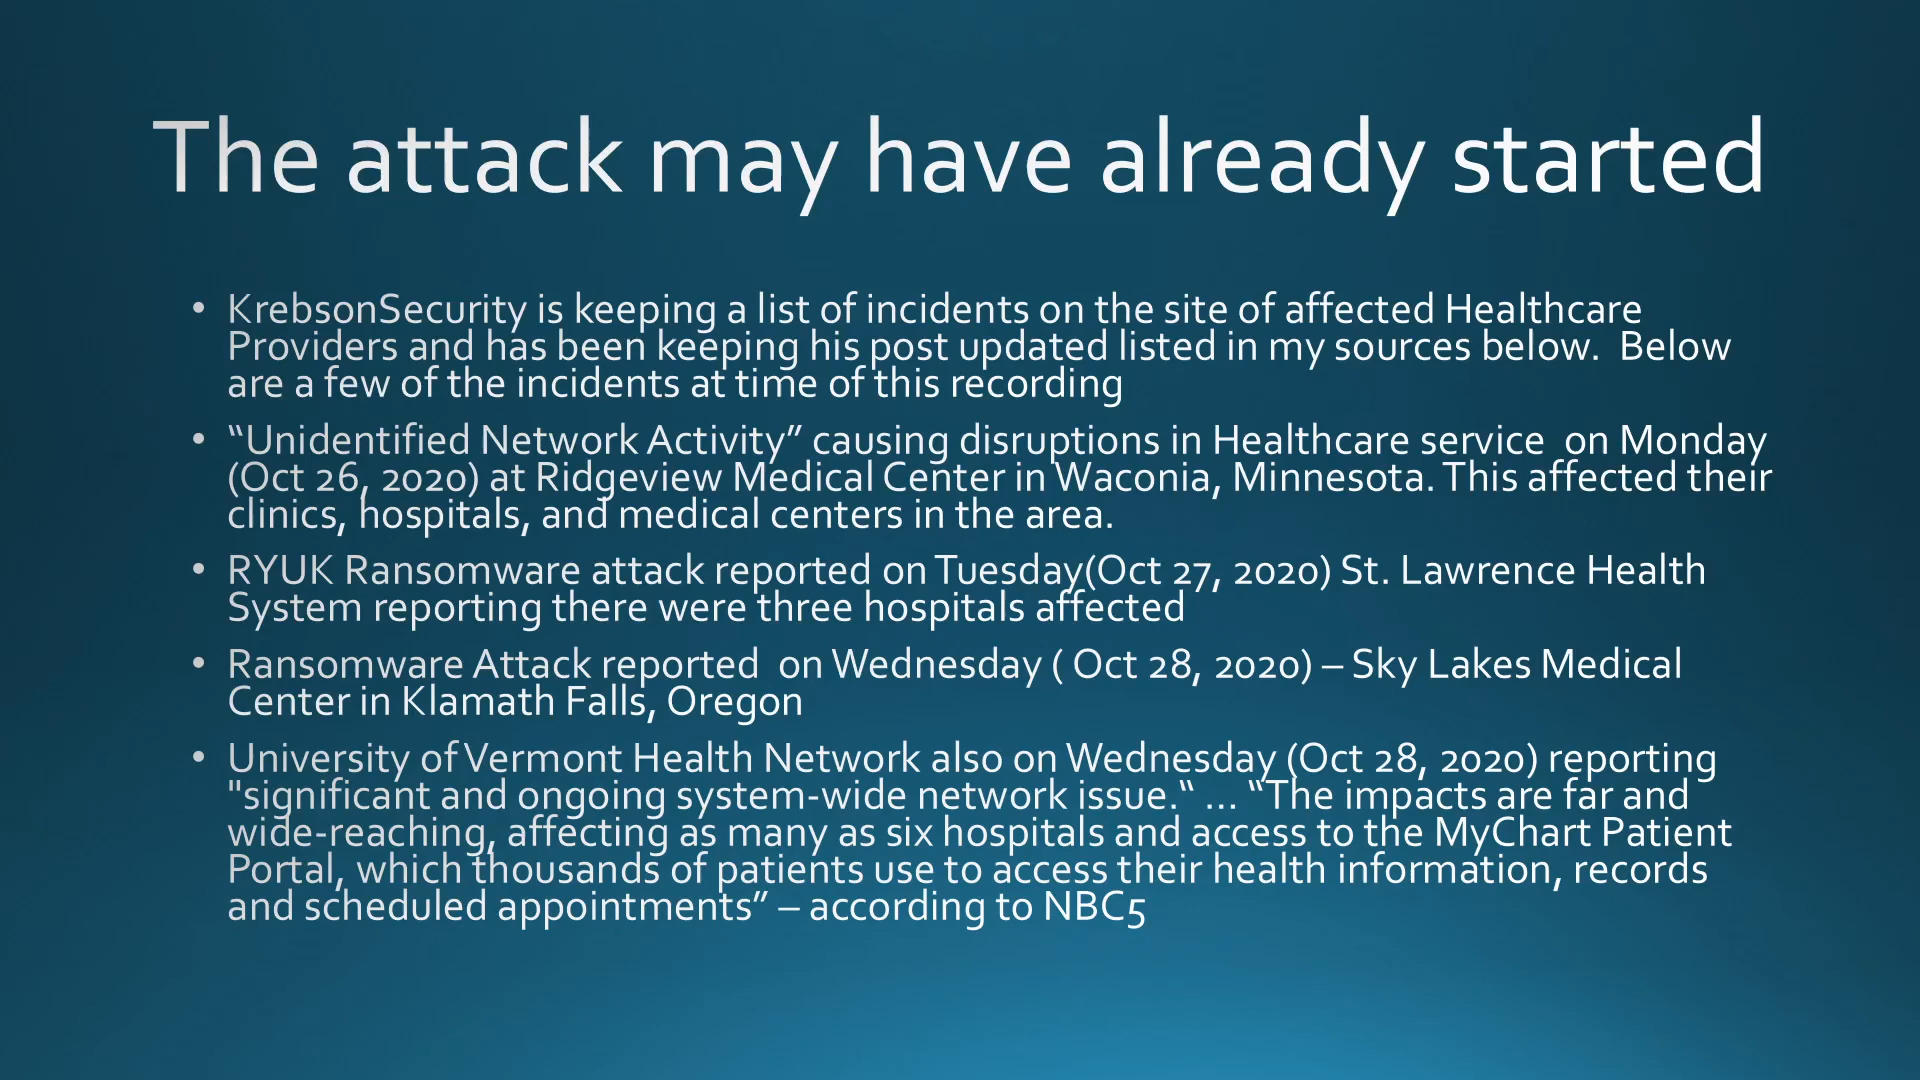 The attack may have already started
• KrebsonSecurity is keeping a list of incidents on the site of affected Healthcare
Providers and has been keeping his post updated listed in my sources below.  Below
are a few of the incidents at time of this recording
• “Unidentified Network Activity” causing disruptions in Healthcare service  on Monday
(Oct 26, 2020) at Ridgeview Medical Center in Waconia, Minnesota. This affected their
clinics, hospitals, and medical centers in the area.
• RYUK Ransomware attack reported on Tuesday(Oct 27, 2020) St. Lawrence Health
System reporting there were three hospitals affected
• Ransomware Attack reported  on Wednesday ( Oct 28, 2020) – Sky Lakes Medical
Center in Klamath Falls, Oregon
• University of Vermont Health Network also on Wednesday (Oct 28, 2020) reporting
"significant and ongoing system-wide network issue.“ ... “The impacts are far and
wide-reaching, affecting as many as six hospitals and access to the MyChart Patient
Portal, which thousands of patients use to access their health information, records
and scheduled appointments” – according to NBC5